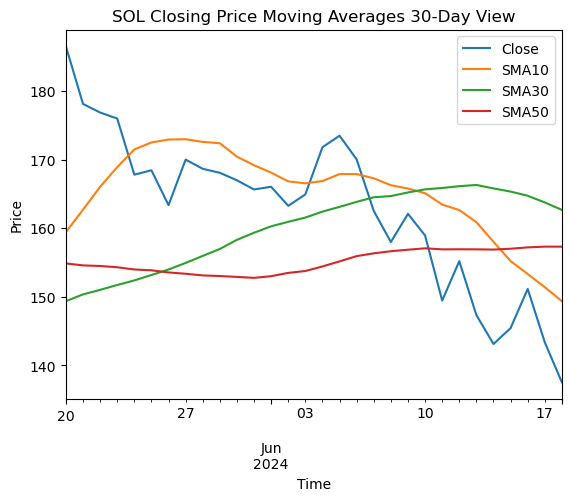 SOL Closing Price Moving Averages 30-Day View
Close
SMA10
SMA30
SMA50
180
170
160
150
140
Price
20
27
03
10
17
Jun
2024
Time